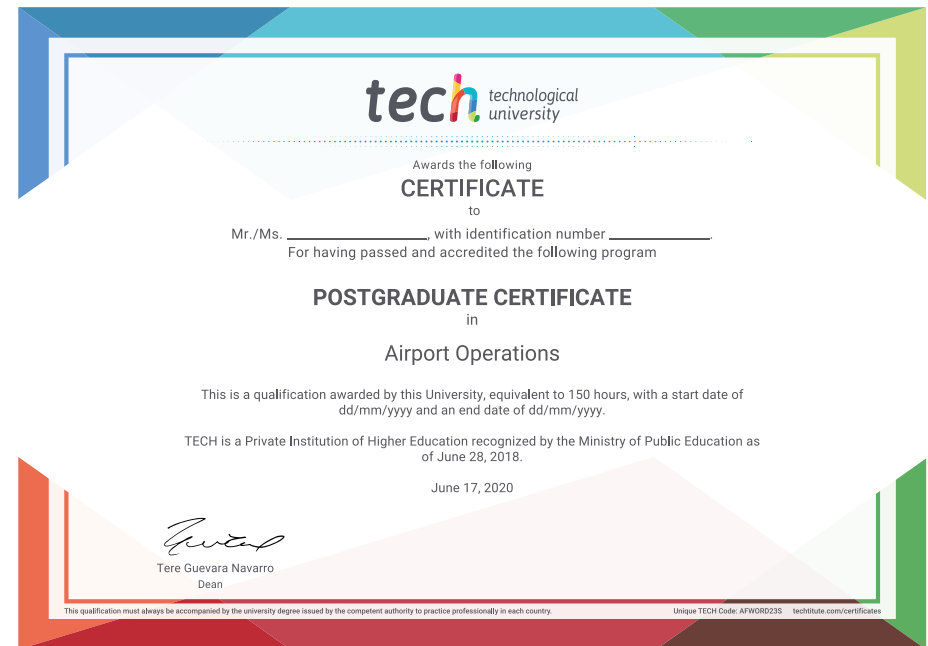 tech technological
university
Awards the following
CERTIFICATE
to
Mr./Ms. ____________________, with identification number ______________.
For having passed and accredited the following program
POSTGRADUATE CERTIFICATE
in
Airport Operations
This is a qualification awarded by this University, equivalent to 150 hours, with a start date of
dd/mm/yyyy and an end date of dd/mm/yyyy.
TECH is a Private Institution of Higher Education recognized by the Ministry of Public Education as
of June 28, 2018.
June 17, 2020
Tere Guevara Navarro
Dean
This qualification must always be accompanied by the university degree issued by the competent authority to practice professionally in each country.
Unique TECH Code: AFWORD23S techtitute.com/certificates